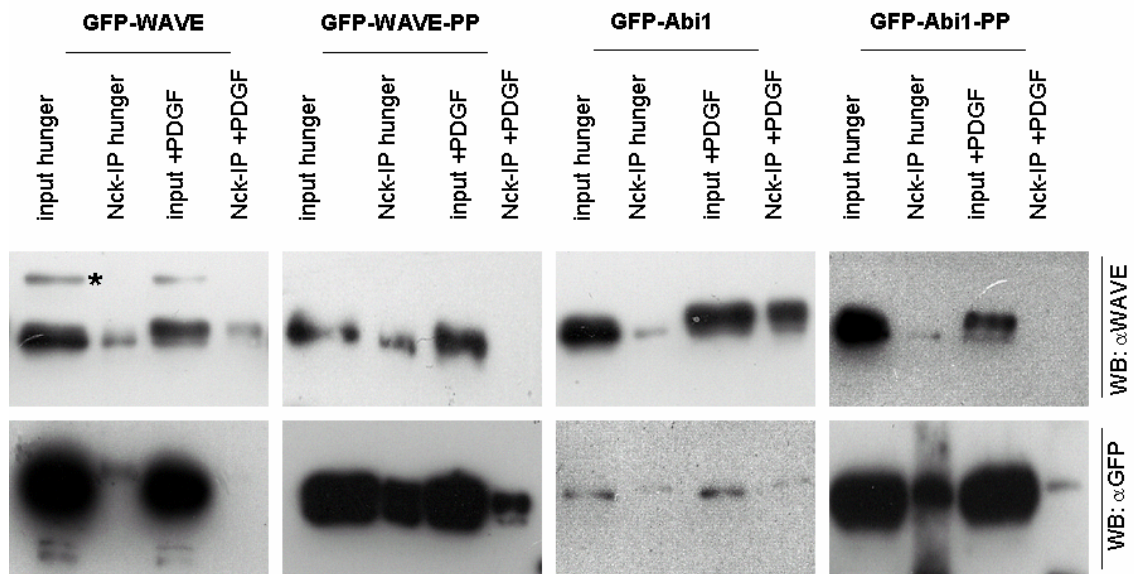 GFP-WAVE
GFP-WAVE-PP
GFP-Abi1
GFP-Abi1-PP
input hunger
Nck-IP hunger
input +PDGF
Nck-IP +PDGF
input hunger
Nck-IP hunger
input +PDGF
Nck-IP +PDGF
input hunger
Nck-IP hunger
input +PDGF
Nck-IP +PDGF
input hunger
Nck-IP hunger
input +PDGF
Nck-IP +PDGF
*
WB: αWAVE
WB: αGFP